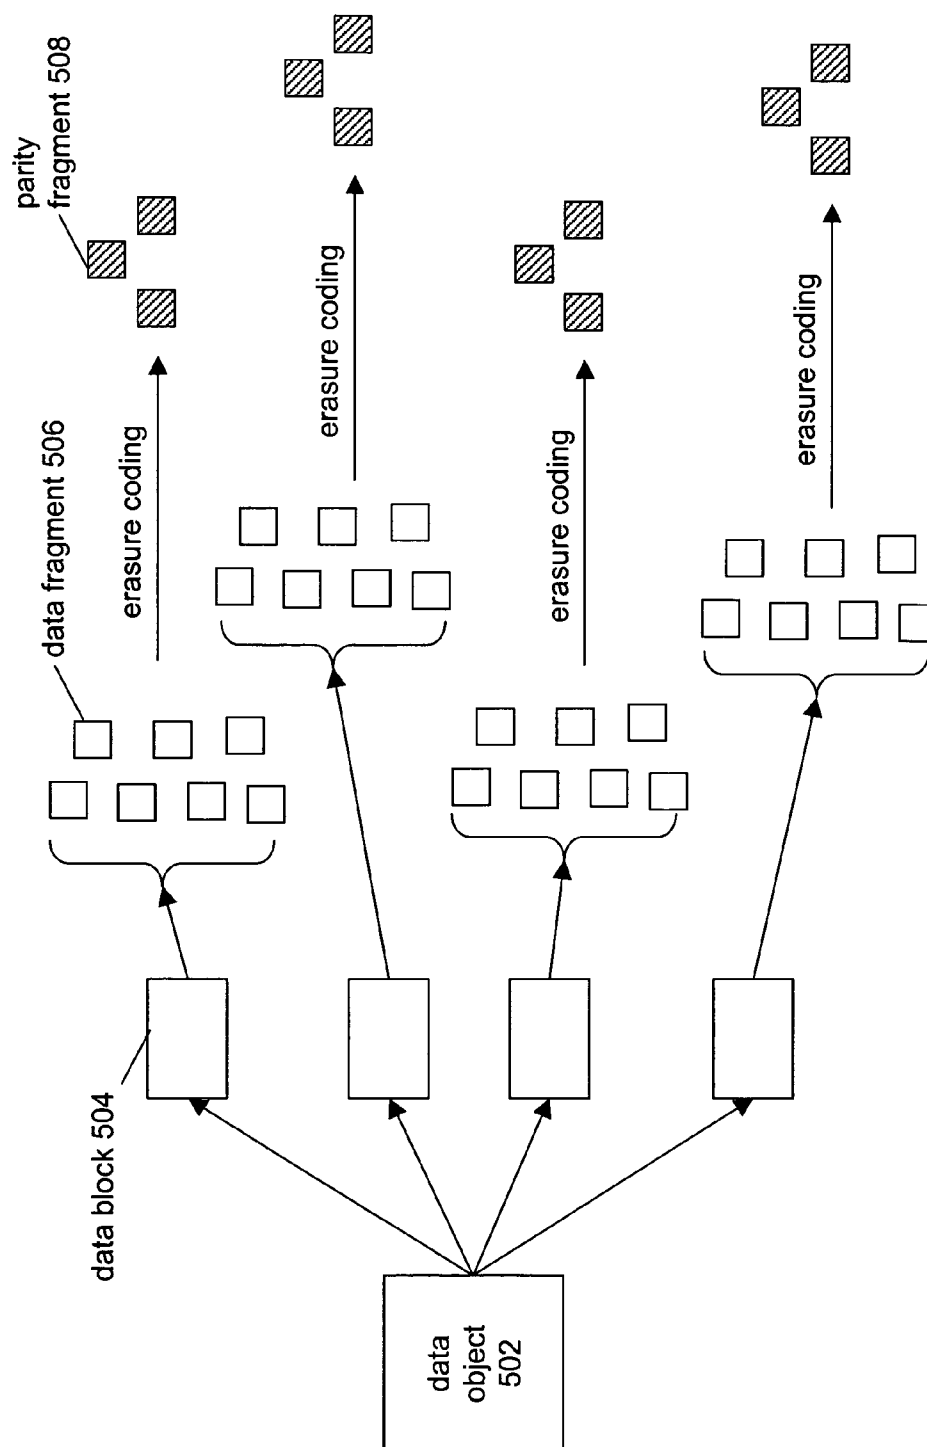 data
object
502
data block 504
data fragment 506
parity
fragment 508
erasure coding
erasure coding
erasure coding
erasure coding